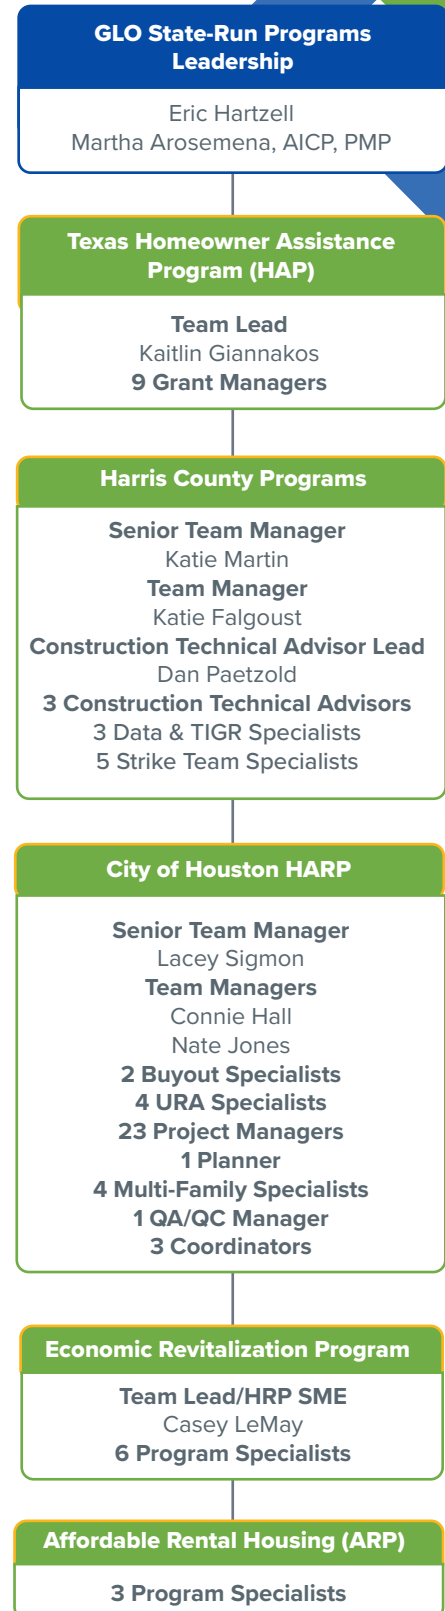 GLO State-Run Programs
Leadership
Eric Hartzell
Martha Arosemena, AICP, PMP
Texas Homeowner Assistance
Program (HAP)
Team Lead
Kaitlin Giannakos
9 Grant Managers
Harris County Programs
Senior Team Manager
Katie Martin
Team Manager
Katie Falgoust
Construction Technical Advisor Lead
Dan Paetzold
3 Construction Technical Advisors
3 Data & TIGR Specialists
5 Strike Team Specialists
City of Houston HARP
Senior Team Manager
Lacey Sigmon
Team Managers
Connie Hall
Nate Jones
2 Buyout Specialists
4 URA Specialists
23 Project Managers
1 Planner
4 Multi-Family Specialists
1 QA/QC Manager
3 Coordinators
Economic Revitalization Program
Team Lead/HRP SME
Casey LeMay
6 Program Specialists
Affordable Rental Housing (ARP)
3 Program Specialists